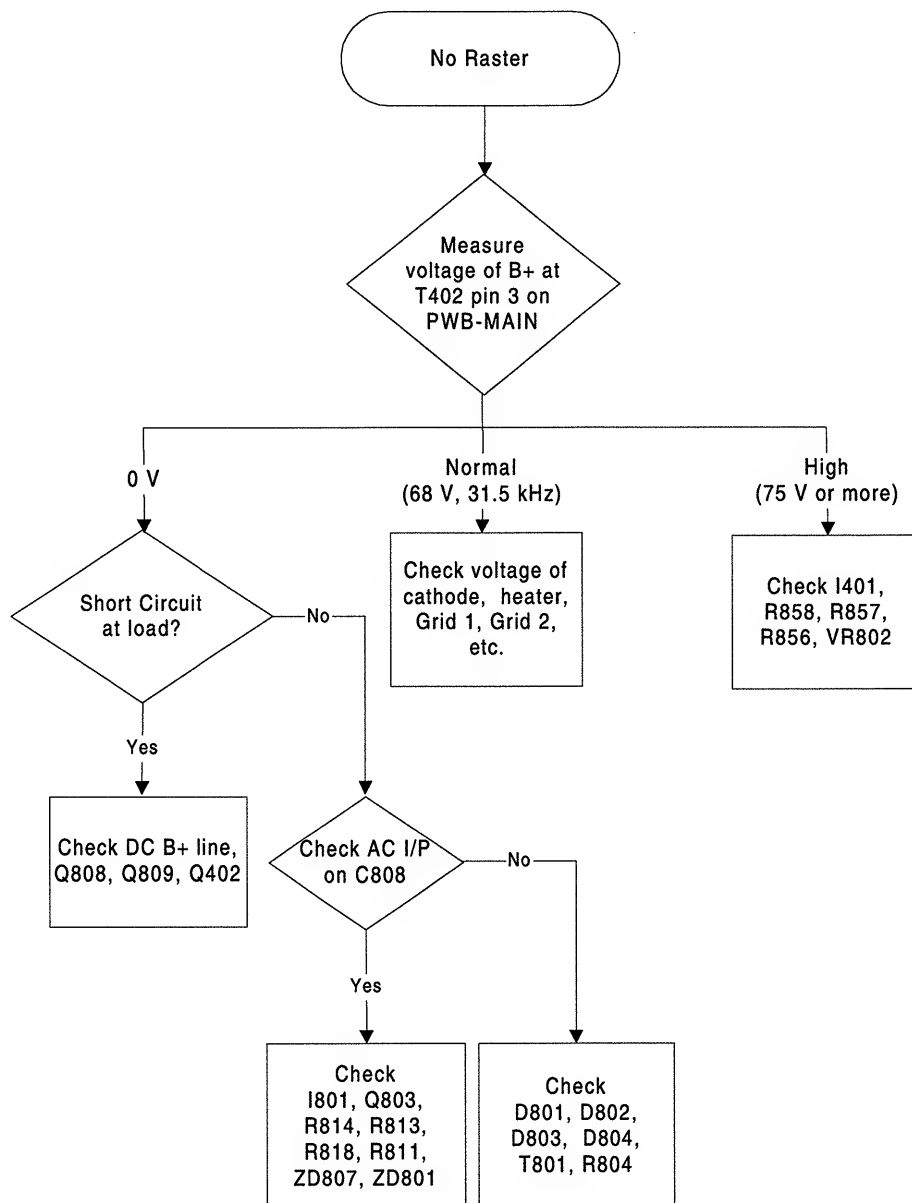 No Raster
Measure
voltage of B+ at
T402 pin 3 on
PWB-MAIN
0 V
Normal
(68 V, 31.5 kHz)
High
(75 V or more)
Short Circuit
at load?
No
Check voltage of
cathode, heater,
Grid 1, Grid 2,
etc.
Check I401,
R858, R857,
R856, VR802
Yes
Check DC B+ line,
Q808, Q809, Q402
Check AC I/P
on C808
No
Yes
Check
I801, Q803,
R814, R813,
R818, R811,
ZD807, ZD801
Check
D801, D802,
D803, D804,
T801, R804